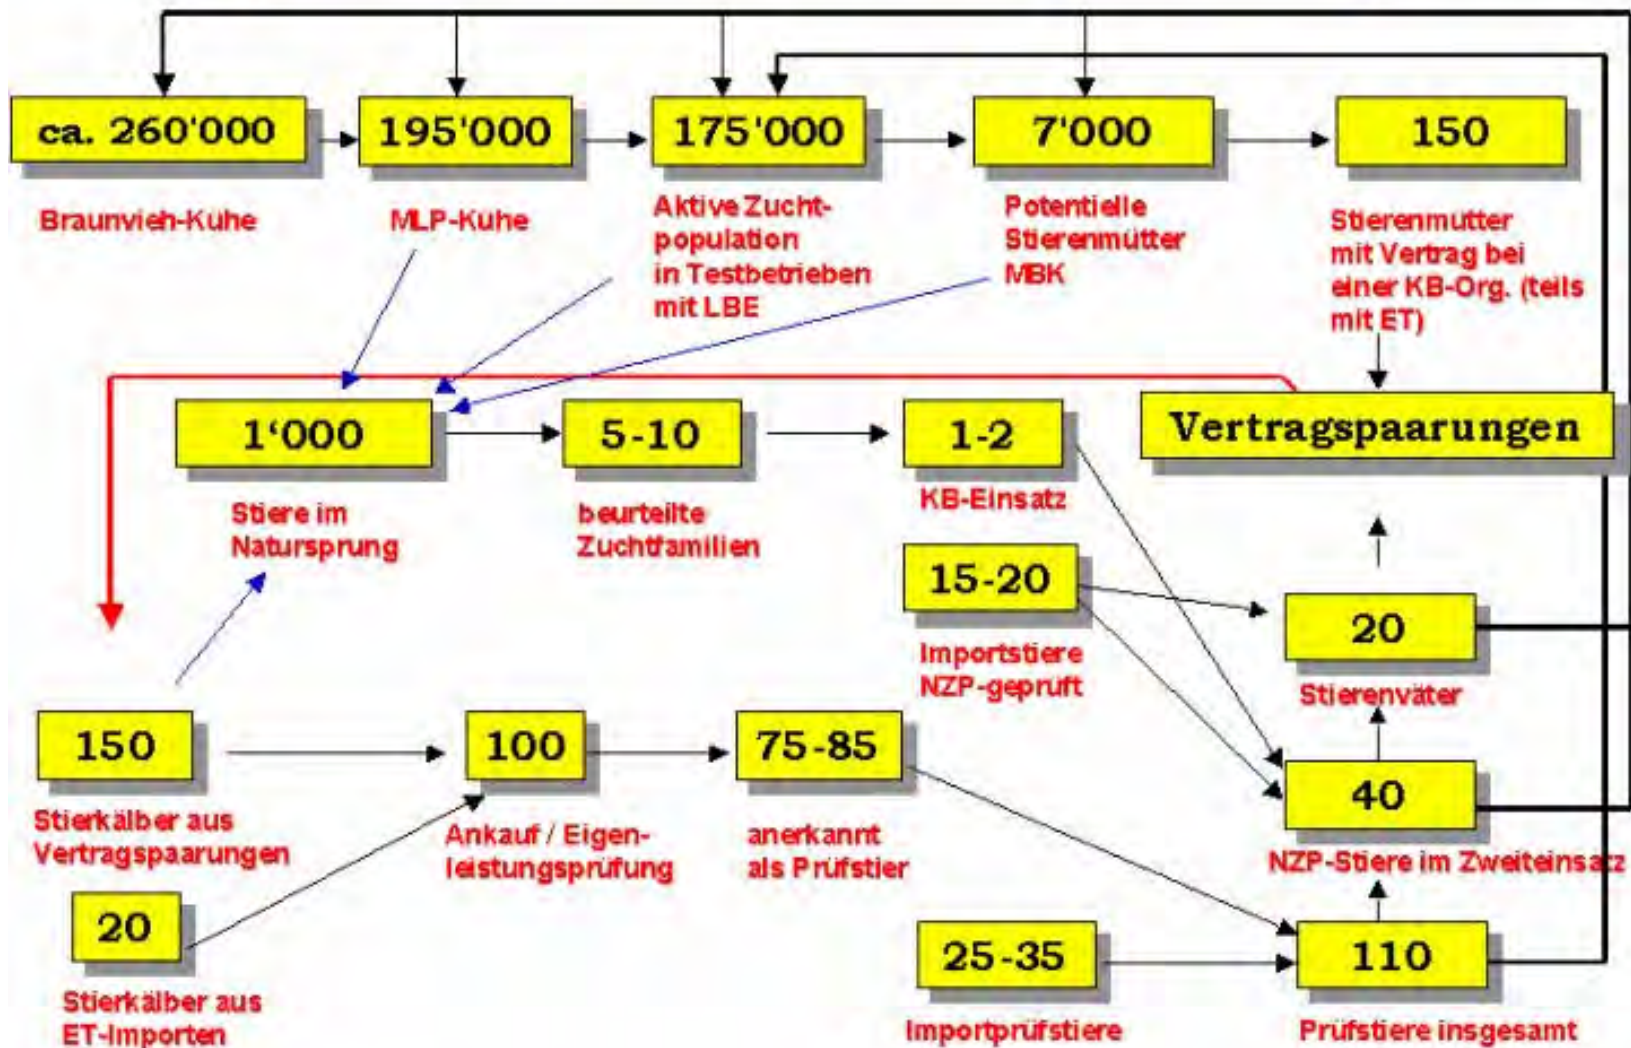 ca. 260'000
195'000
175'000
7'000
150
Braunvieh-Kühe
MLP-Kühe
Aktive Zucht-
population
in Testbetrieben
mit LBE
Potentielle
Stierenmütter
MBK
Stierenmutter
mit Vertrag bei
einer KB-Org. (teils
mit ET)
1‘000
5-10
1-2
Vertragspaarungen
Stiere im
Natursprung
beurteilte
Zuchtfamilien
KB-Einsatz
15-20
Importstiere
NZP-geprüft
20
Stierenväter
150
100
75-85
40
Stierkälber aus
Vertragspaarungen
Ankauf / Eigen-
leistungsprüfung
anerkannt
als Prüfstier
NZP-Stiere im Zweiteinsatz
20
25-35
110
Stierkälber aus
ET-Importen
Importprüfstiere
Prüfstiere insgesamt